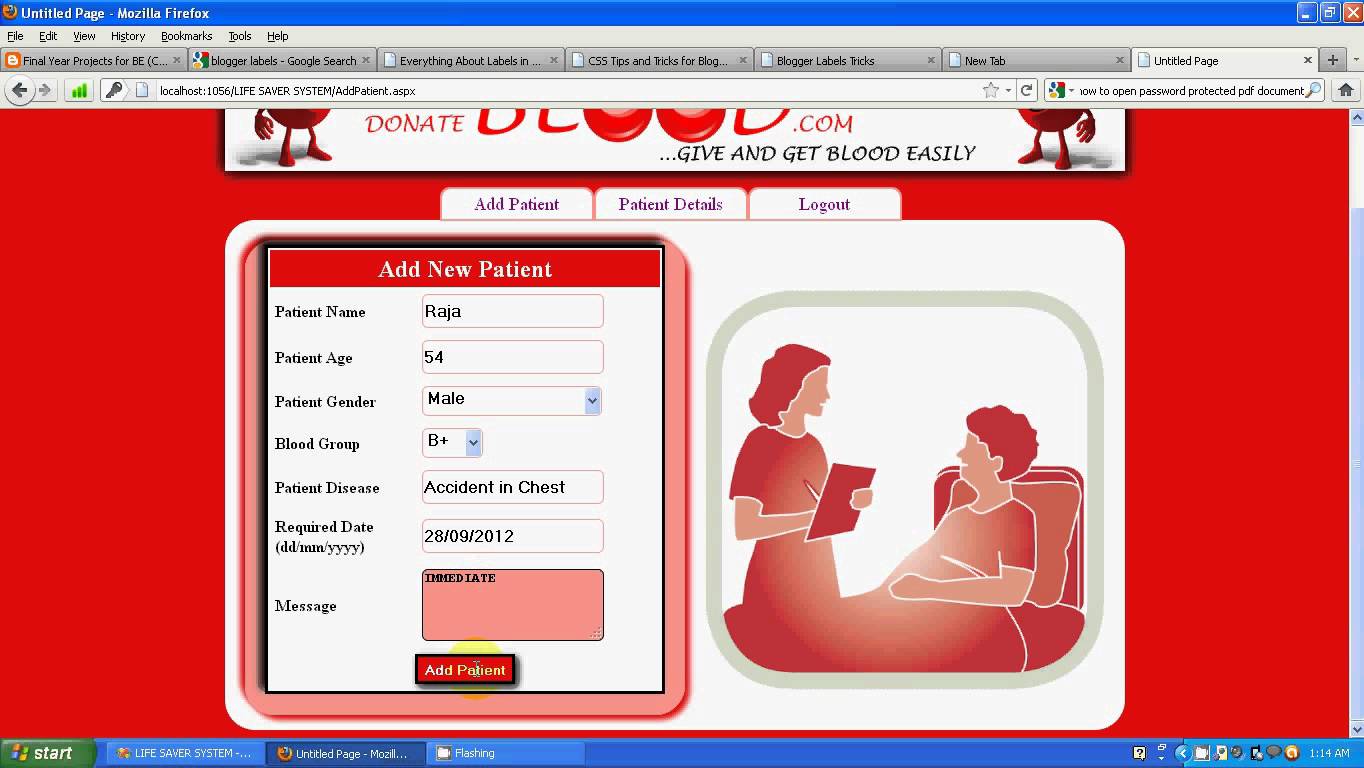 Untitled Page - Mozilla Firefox
File Edit View History Bookmarks Tools Help
Final Year Projects for BE (C... blogger labels - Google Search Everything About Labels in ... CSS Tips and Tricks for Blog... Blogger Labels Tricks New Tab Untitled Page
localhost:1056/LIFE SAVER SYSTEM/AddPatient.aspx how to open password protected pdf document
DONATE BLOOD.COM
...GIVE AND GET BLOOD EASILY
Add Patient Patient Details Logout
Add New Patient
Patient Name Raja
Patient Age 54
Patient Gender Male
Blood Group B+
Patient Disease Accident in Chest
Required Date
(dd/mm/yyyy) 28/09/2012
Message IMMEDIATE
Add Patient
start LIFE SAVER SYSTEM -... Untitled Page - Mozill... Flashing 1:14 AM